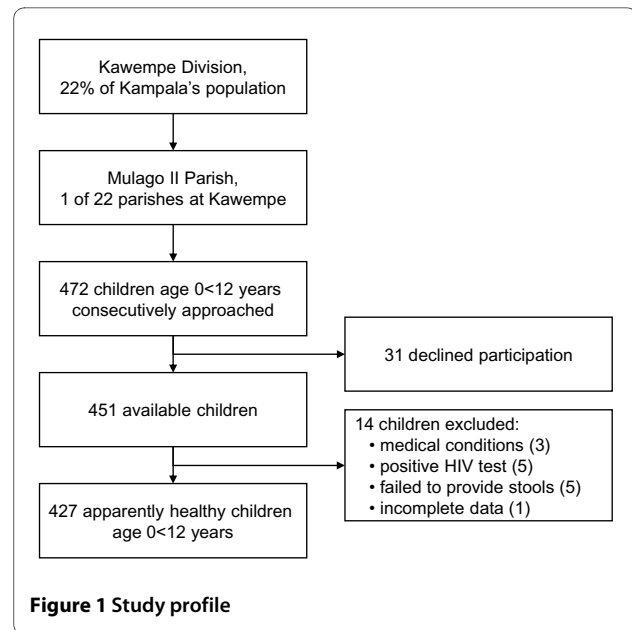 Kawempe Division,
22% of Kampala's population
Mulago II Parish,
1 of 22 parishes at Kawempe
472 children age 0<12 years
consecutively approached
31 declined participation
451 available children
14 children excluded:
• medical conditions (3)
• positive HIV test (5)
• failed to provide stools (5)
• incomplete data (1)
427 apparently healthy children
age 0<12 years
Figure 1 Study profile